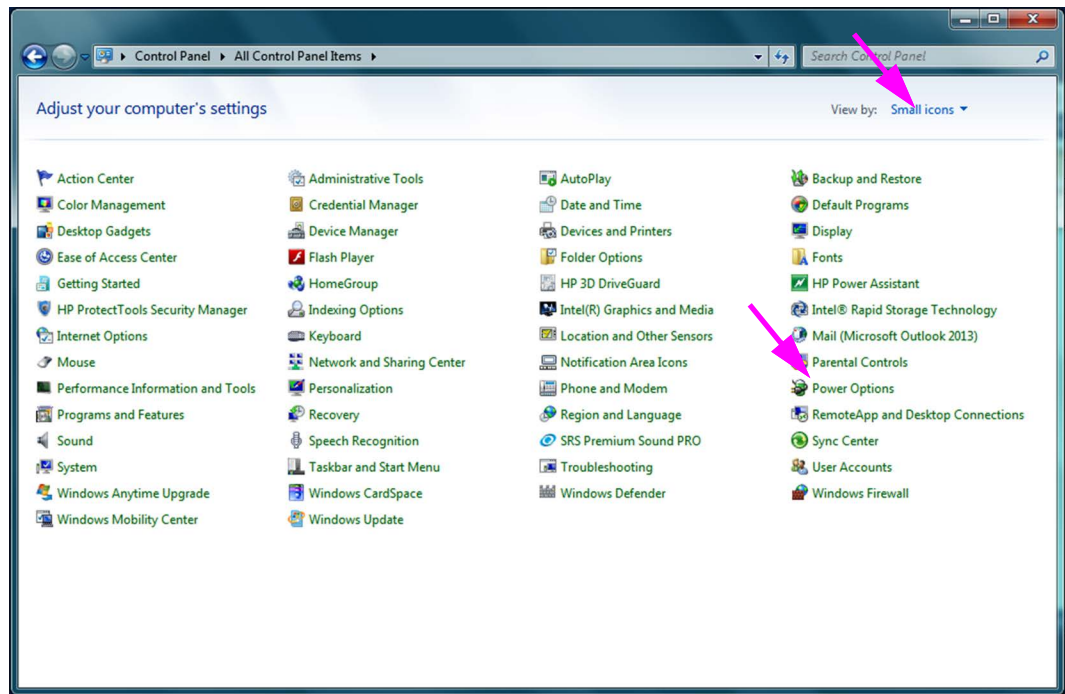 Control Panel All Control Panel Items Search Control Panel
Adjust your computer's settings View by: Small icons
Action Center Administrative Tools AutoPlay Backup and Restore
Color Management Credential Manager Date and Time Default Programs
Desktop Gadgets Device Manager Devices and Printers Display
Ease of Access Center Flash Player Folder Options Fonts
Getting Started HomeGroup HP 3D DriveGuard HP Power Assistant
HP ProtectTools Security Manager Indexing Options Intel(R) Graphics and Media Intel® Rapid Storage Technology
Internet Options Keyboard Location and Other Sensors Mail (Microsoft Outlook 2013)
Mouse Network and Sharing Center Notification Area Icons Parental Controls
Performance Information and Tools Personalization Phone and Modem Power Options
Programs and Features Recovery Region and Language RemoteApp and Desktop Connections
Sound Speech Recognition SRS Premium Sound PRO Sync Center
System Taskbar and Start Menu Troubleshooting User Accounts
Windows Anytime Upgrade Windows CardSpace Windows Defender Windows Firewall
Windows Mobility Center Windows Update